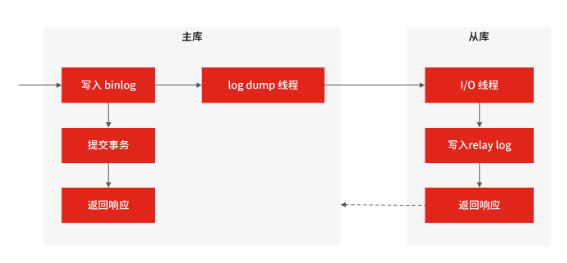 主库
从库
写入 binlog
log dump 线程
I/O 线程
提交事务
写入relay log
返回响应
返回响应